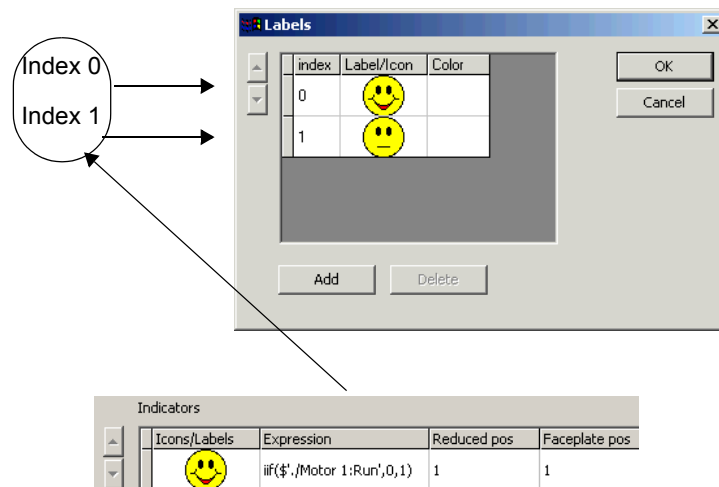 Labels
Index 0
Index 1
index Label/Icon Color
0
1
OK
Cancel
Add Delete
Indicators
Icons/Labels Expression Reduced pos Faceplate pos
iif($'./Motor 1:Run',0,1) 1 1